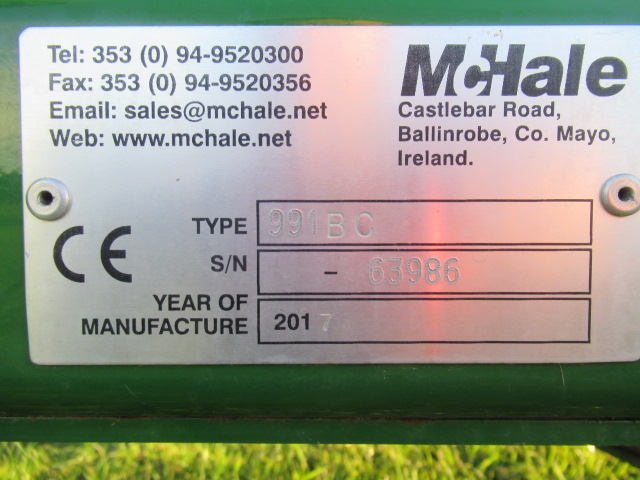 Tel: 353 (0) 94-9520300
Fax: 353 (0) 94-9520356
Email: sales@mchale.net
Web: www.mchale.net
McHale
Castlebar Road,
Ballinrobe, Co. Mayo,
Ireland.
CE
TYPE 991BC
S/N - 63986
YEAR OF
MANUFACTURE 2017